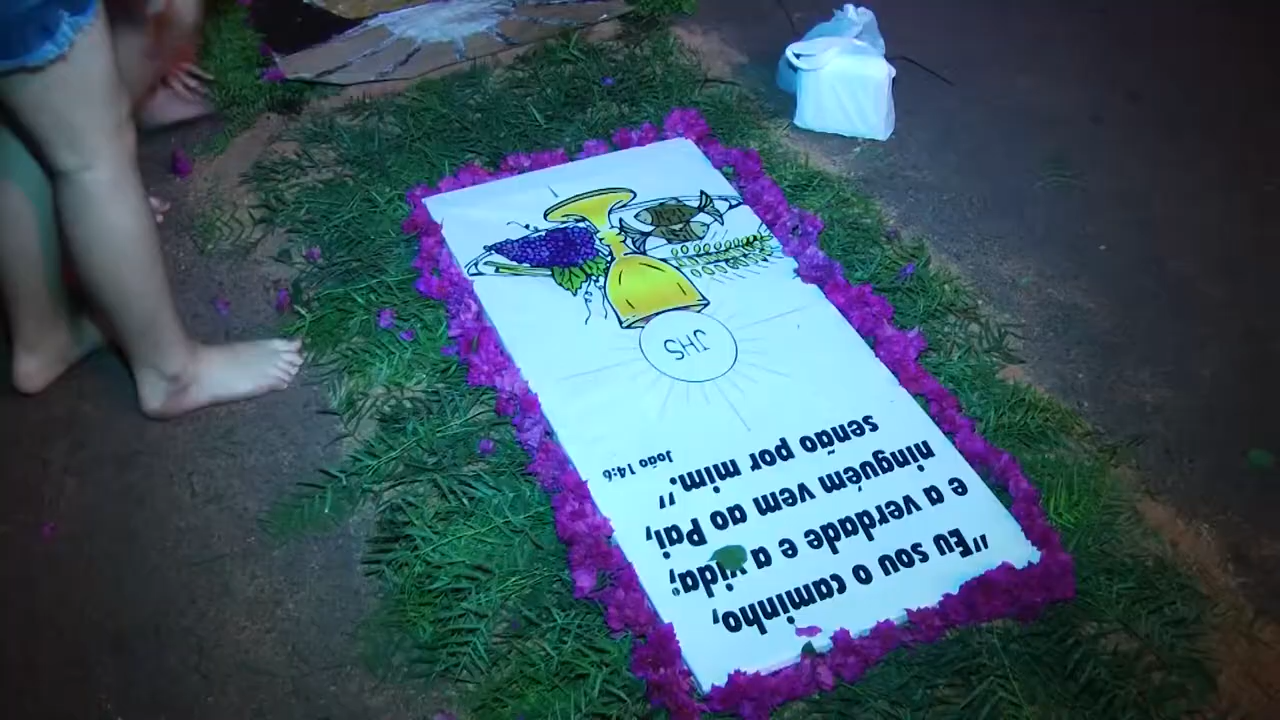 "Eu sou o caminho,
e a verdade e a vida;
ninguém vem ao Pai,
senão por mim."
João 14:6
JHS